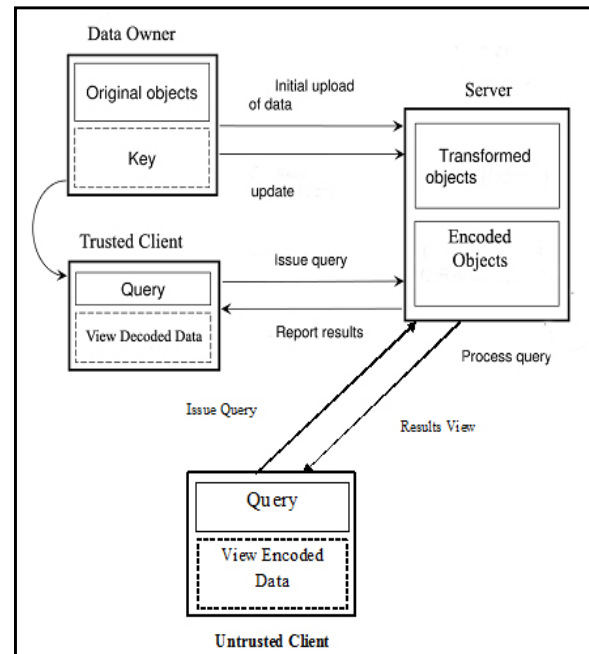 Data Owner
Original objects
Key
Initial upload
of data
update
Server
Transformed
objects
Encoded
Objects
Trusted Client
Query
View Decoded Data
Issue query
Report results
Process query
Issue Query
Results View
Query
View Encoded
Data
Untrusted Client